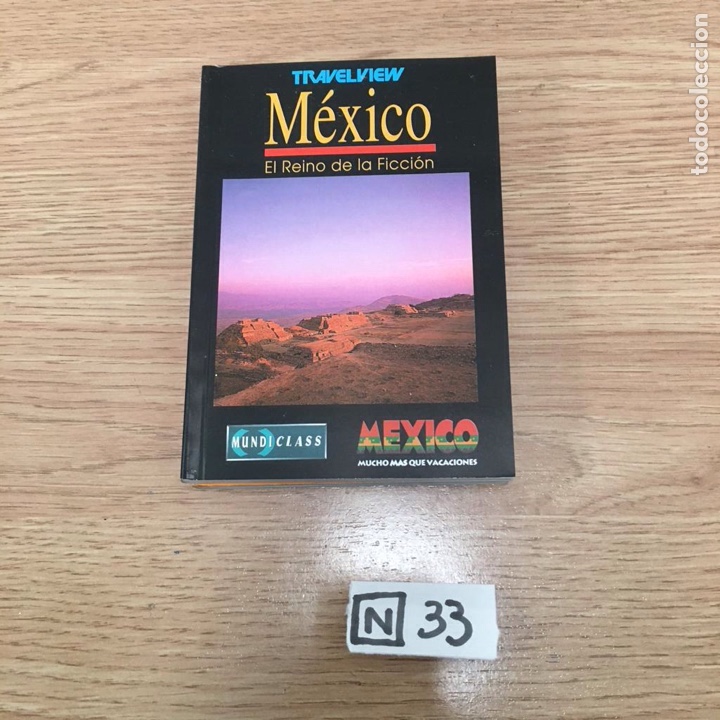 TRAVELVIEW
México
El Reino de la Ficción
MUNDICLASS
MEXICO
MUCHO MAS QUE VACACIONES
N 33
todocoleccion